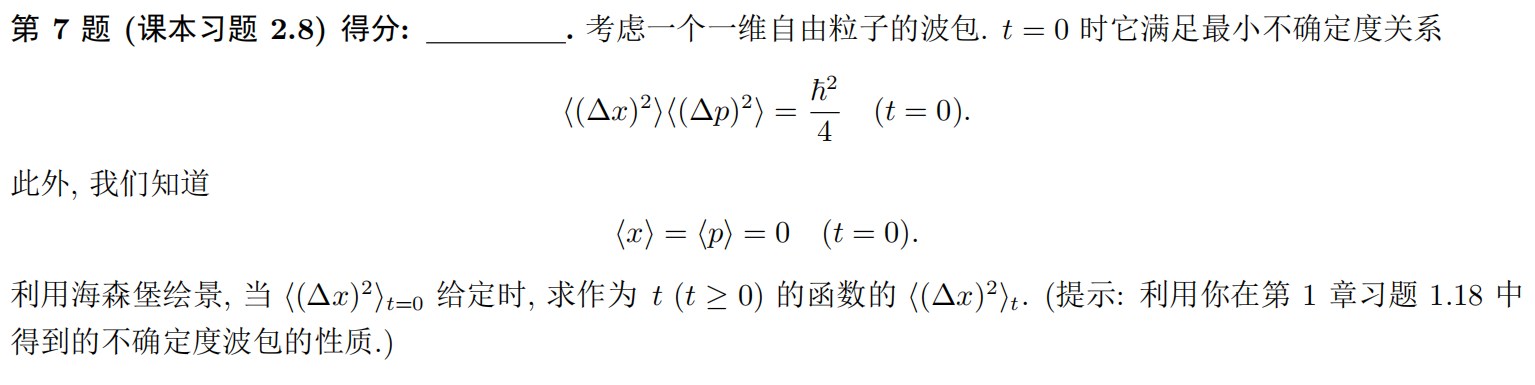 第 7 题 (课本习题 2.8) 得分: ________. 考虑一个一维自由粒子的波包. t = 0 时它满足最小不确定度关系
⟨(Δx)²⟩⟨(Δp)²⟩ = ℏ²/4 (t = 0).
此外, 我们知道
⟨x⟩ = ⟨p⟩ = 0 (t = 0).
利用海森堡绘景, 当 ⟨(Δx)²⟩ₜ₌₀ 给定时, 求作为 t (t ≥ 0) 的函数的 ⟨(Δx)²⟩ₜ. (提示: 利用你在第 1 章习题 1.18 中
得到的不确定度波包的性质.)